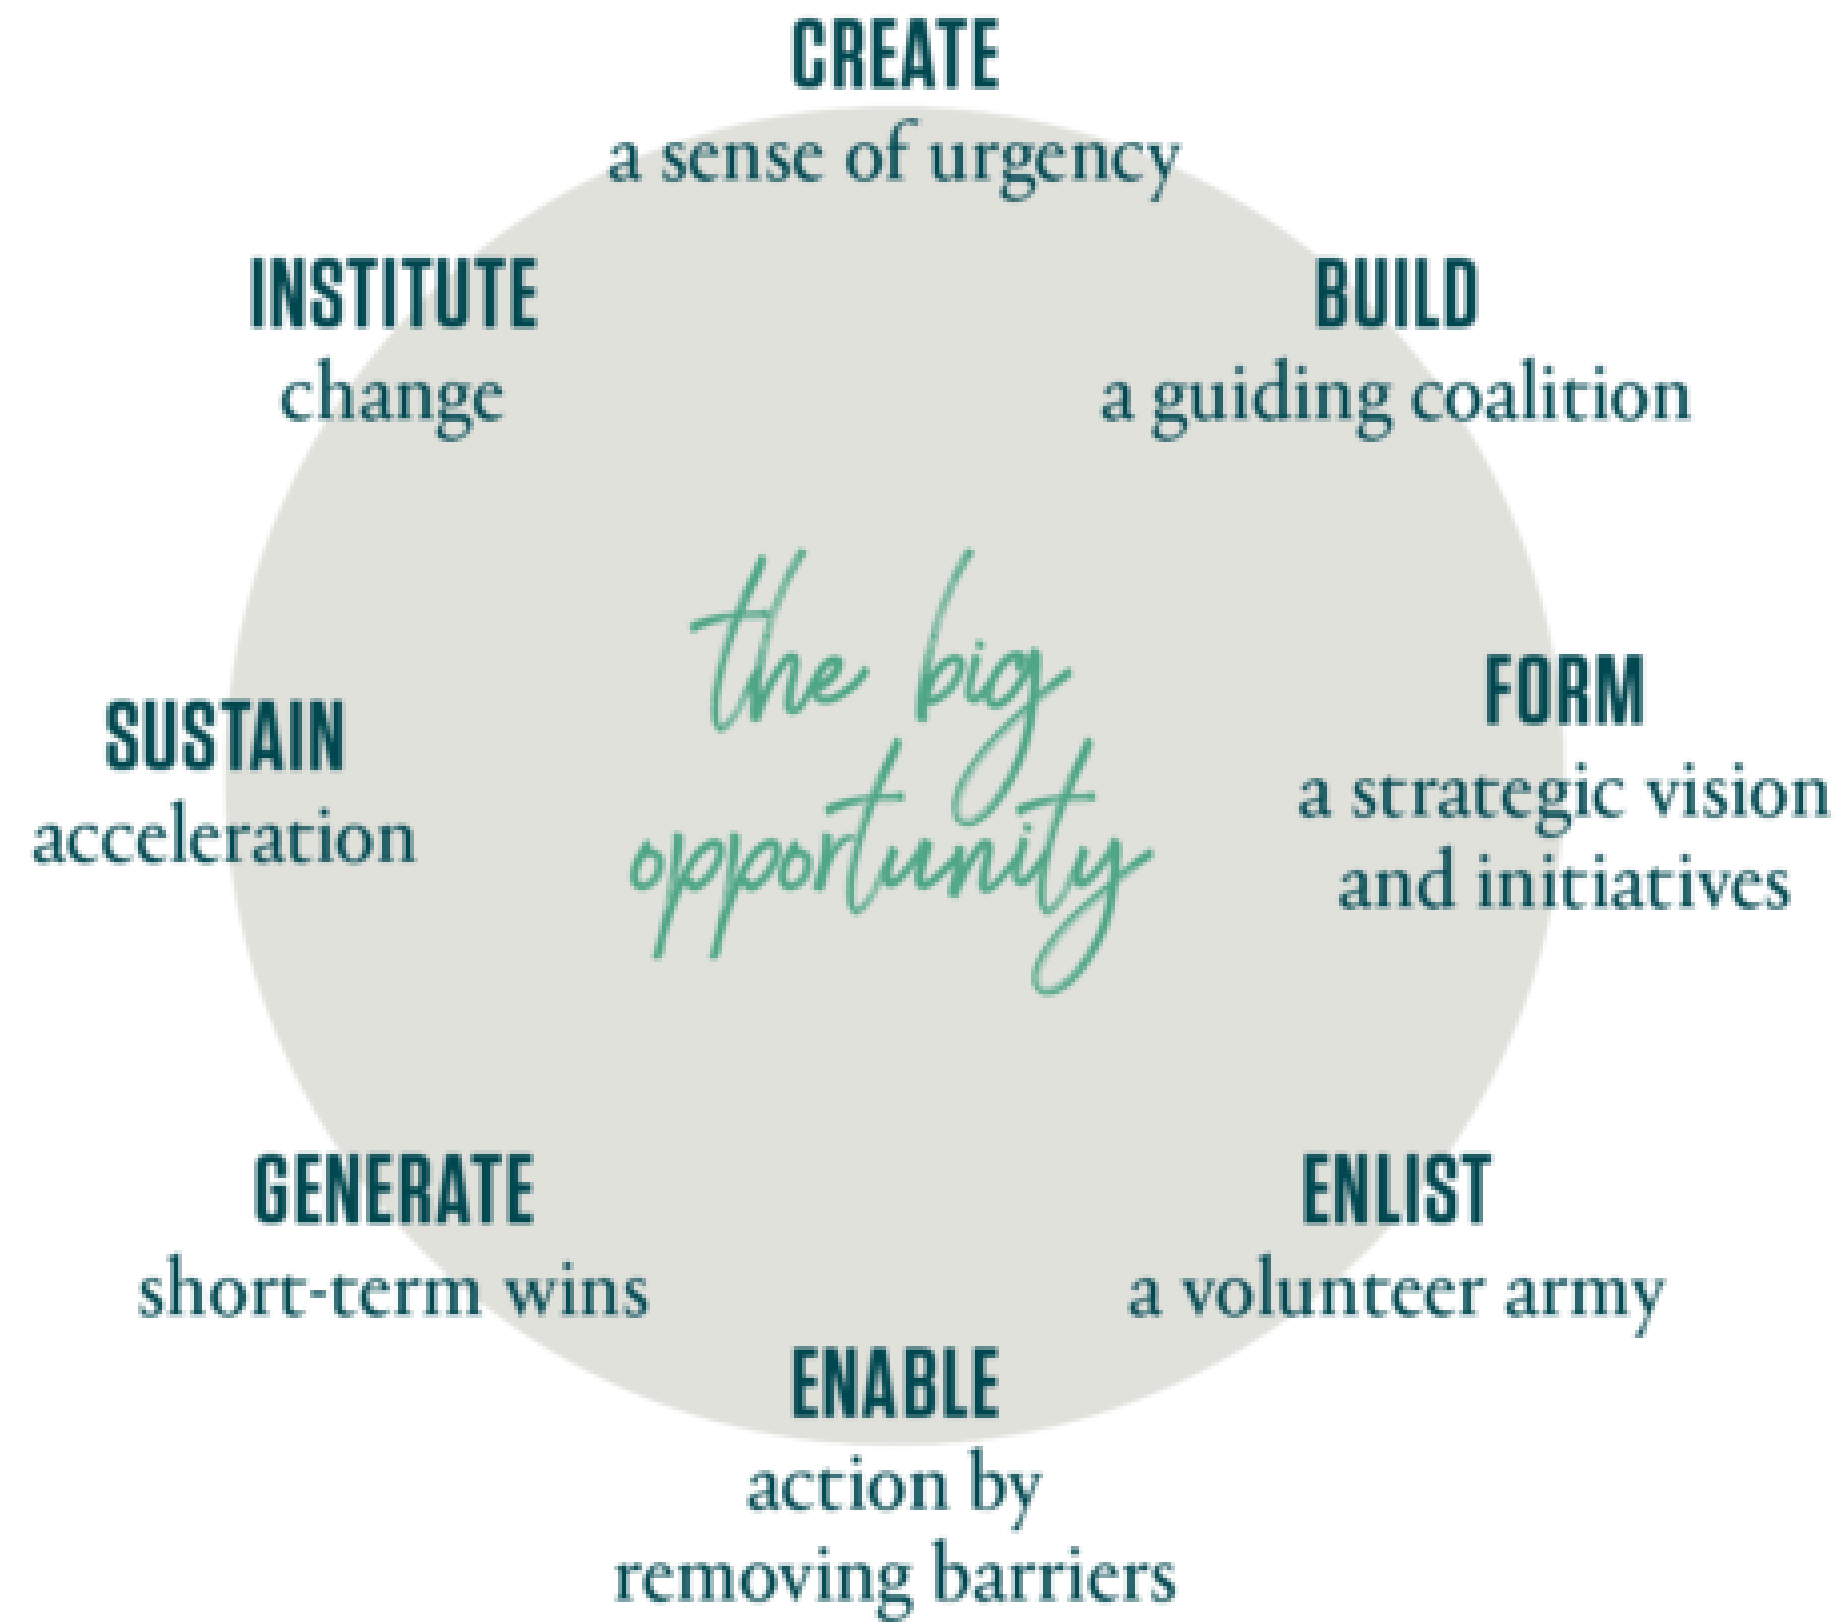 CREATE
a sense of urgency
BUILD
a guiding coalition
FORM
a strategic vision
and initiatives
ENLIST
a volunteer army
ENABLE
action by
removing barriers
GENERATE
short-term wins
SUSTAIN
acceleration
INSTITUTE
change
the big
opportunity